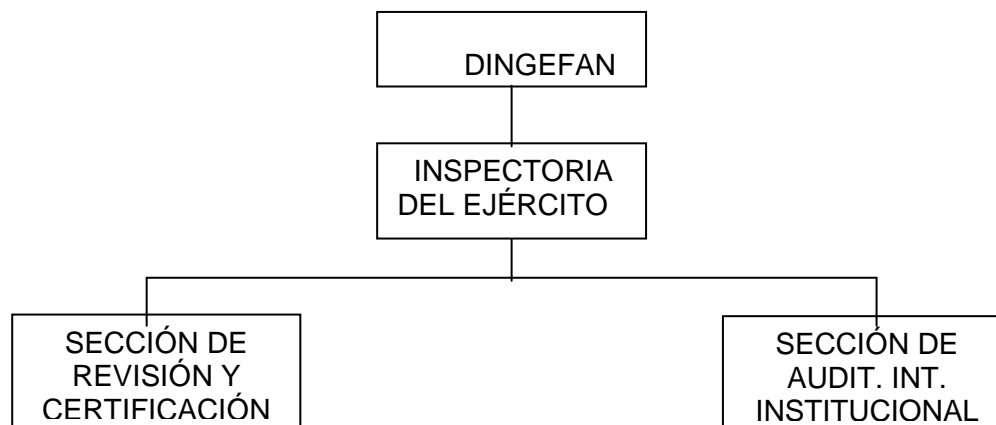 DINGEFAN
INSPECTORIA
DEL EJÉRCITO
SECCIÓN DE
REVISIÓN Y
CERTIFICACIÓN
SECCIÓN DE
AUDIT. INT.
INSTITUCIONAL